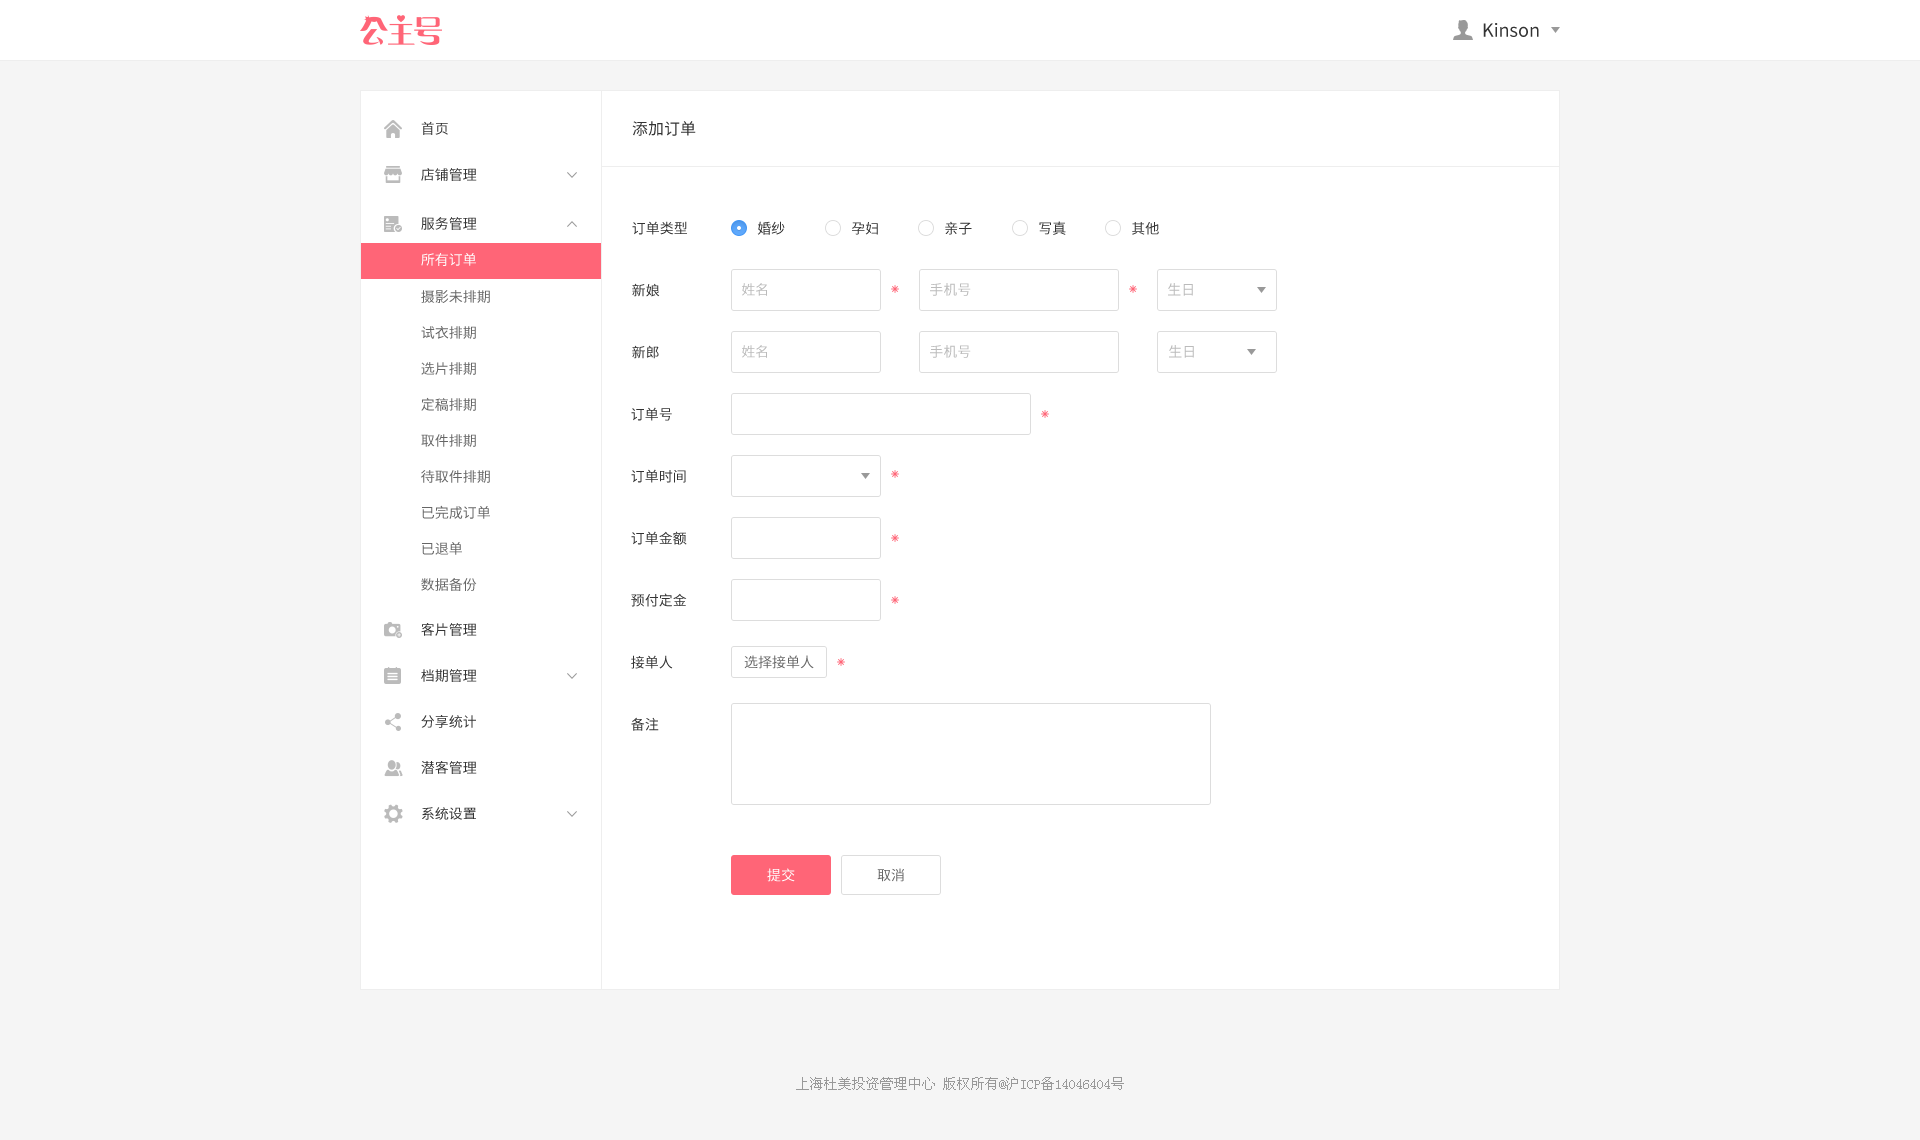 公主号
Kinson
首页
店铺管理
服务管理
所有订单
摄影未排期
试衣排期
选片排期
定稿排期
取件排期
待取件排期
已完成订单
已退单
数据备份
客片管理
档期管理
分享统计
潜客管理
系统设置
添加订单
订单类型 婚纱 孕妇 亲子 写真 其他
新娘 姓名 * 手机号 * 生日
新郎 姓名 手机号 生日
订单号 *
订单时间 *
订单金额 *
预付定金 *
接单人 选择接单人 *
备注
提交 取消
上海杜美投资管理中心 版权所有@沪ICP备14046404号